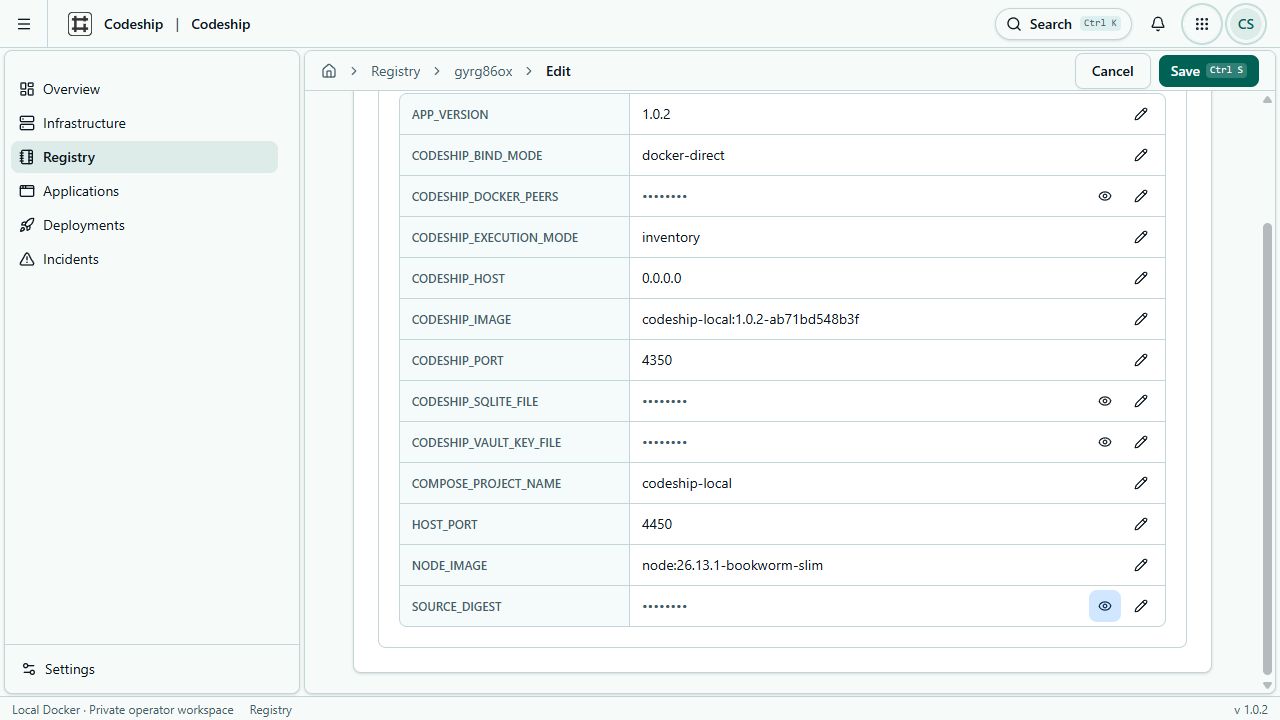 Codeship | Codeship
Search Ctrl K
CS
Overview
Infrastructure
Registry
Applications
Deployments
Incidents
Settings
Registry > gyrg86ox > Edit
Cancel
Save Ctrl S
APP_VERSION 1.0.2
CODESHIP_BIND_MODE docker-direct
CODESHIP_DOCKER_PEERS ••••••••
CODESHIP_EXECUTION_MODE inventory
CODESHIP_HOST 0.0.0.0
CODESHIP_IMAGE codeship-local:1.0.2-ab71bd548b3f
CODESHIP_PORT 4350
CODESHIP_SQLITE_FILE ••••••••
CODESHIP_VAULT_KEY_FILE ••••••••
COMPOSE_PROJECT_NAME codeship-local
HOST_PORT 4450
NODE_IMAGE node:26.13.1-bookworm-slim
SOURCE_DIGEST ••••••••
Local Docker · Private operator workspace Registry
v 1.0.2